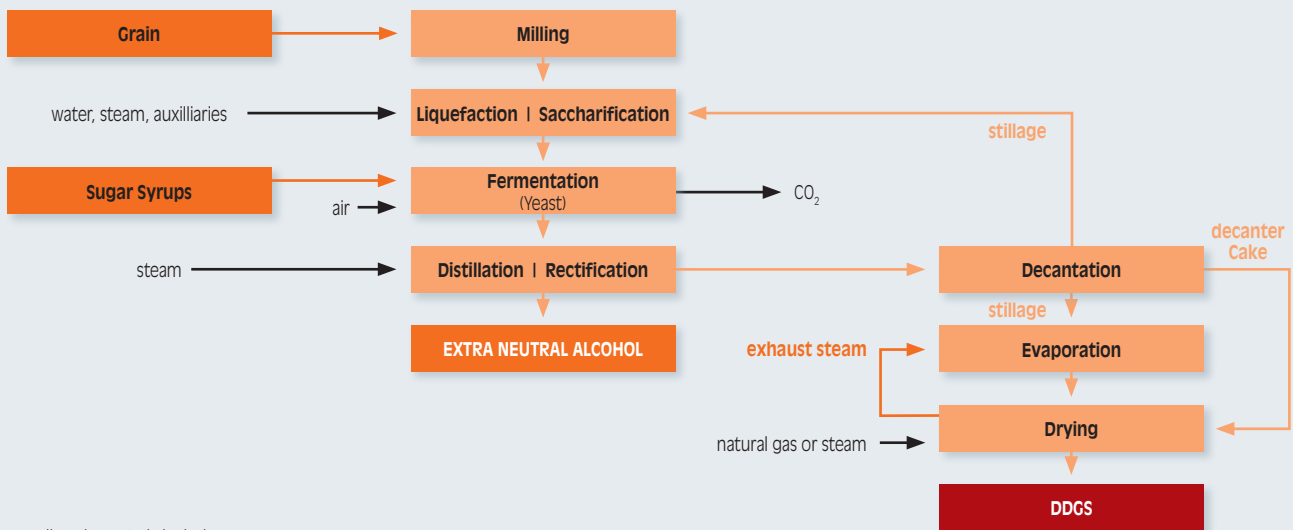 Grain
Milling
water, steam, auxilliaries
Liquefaction | Saccharification
stillage
Sugar Syrups
Fermentation
(Yeast)
air
CO₂
decanter
Cake
steam
Distillation | Rectification
Decantation
stillage
EXTRA NEUTRAL ALCOHOL
exhaust steam
Evaporation
natural gas or steam
Drying
DDGS